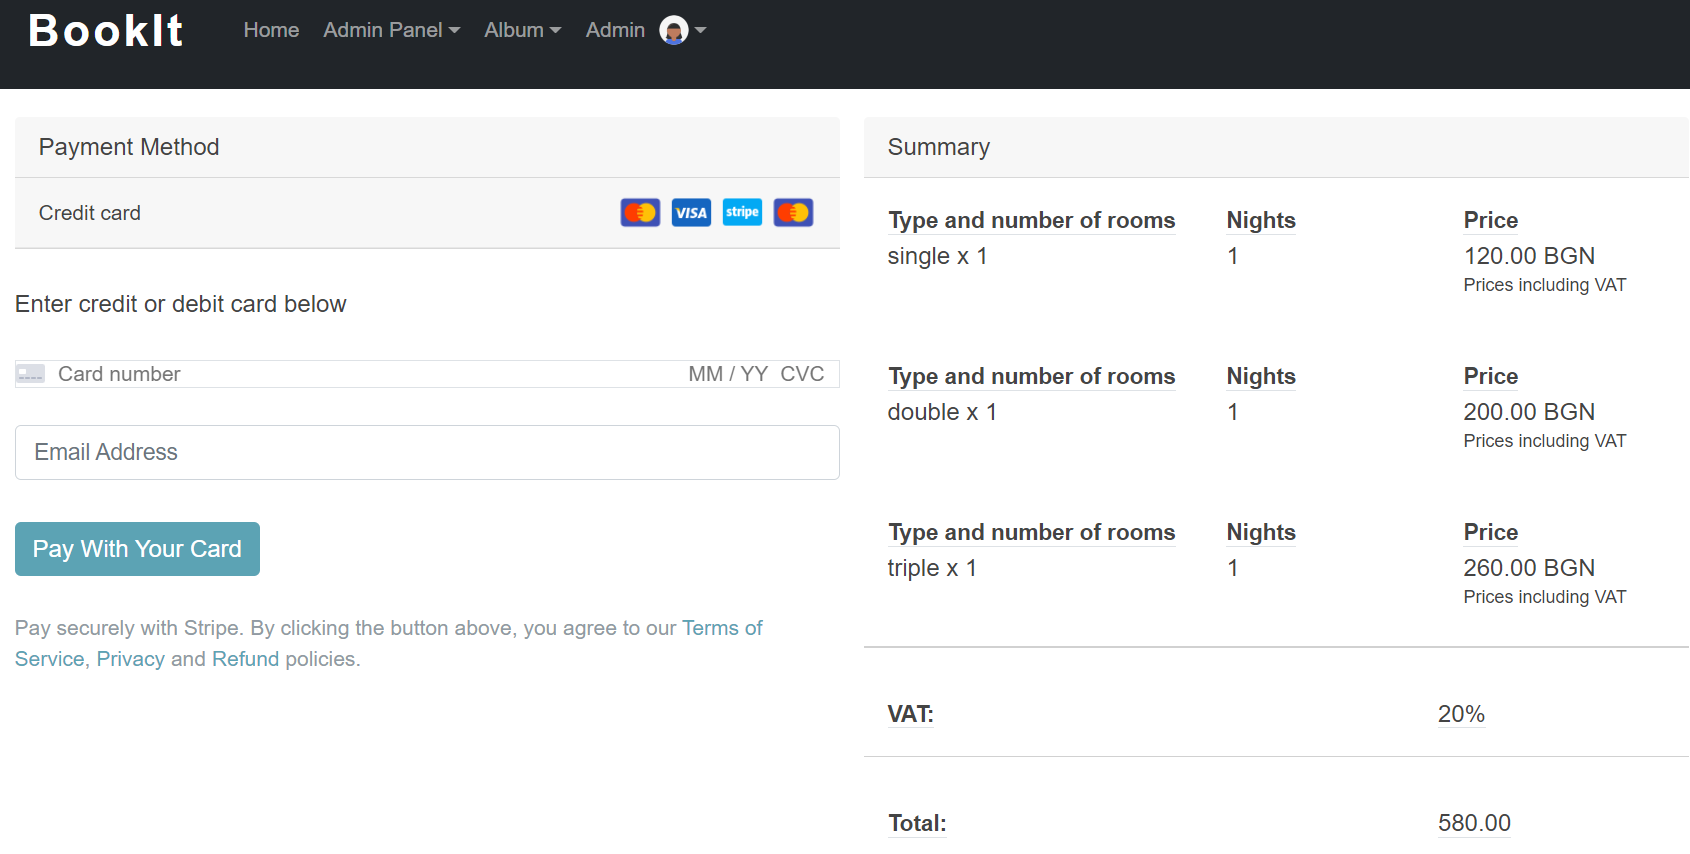 BookIt
Home Admin Panel Album Admin
Payment Method
Credit card
VISA stripe
Enter credit or debit card below
Card number MM / YY CVC
Email Address
Pay With Your Card
Pay securely with Stripe. By clicking the button above, you agree to our Terms of
Service, Privacy and Refund policies.
Summary
Type and number of rooms Nights Price
single x 1 1 120.00 BGN
Prices including VAT
Type and number of rooms Nights Price
double x 1 1 200.00 BGN
Prices including VAT
Type and number of rooms Nights Price
triple x 1 1 260.00 BGN
Prices including VAT
VAT: 20%
Total: 580.00